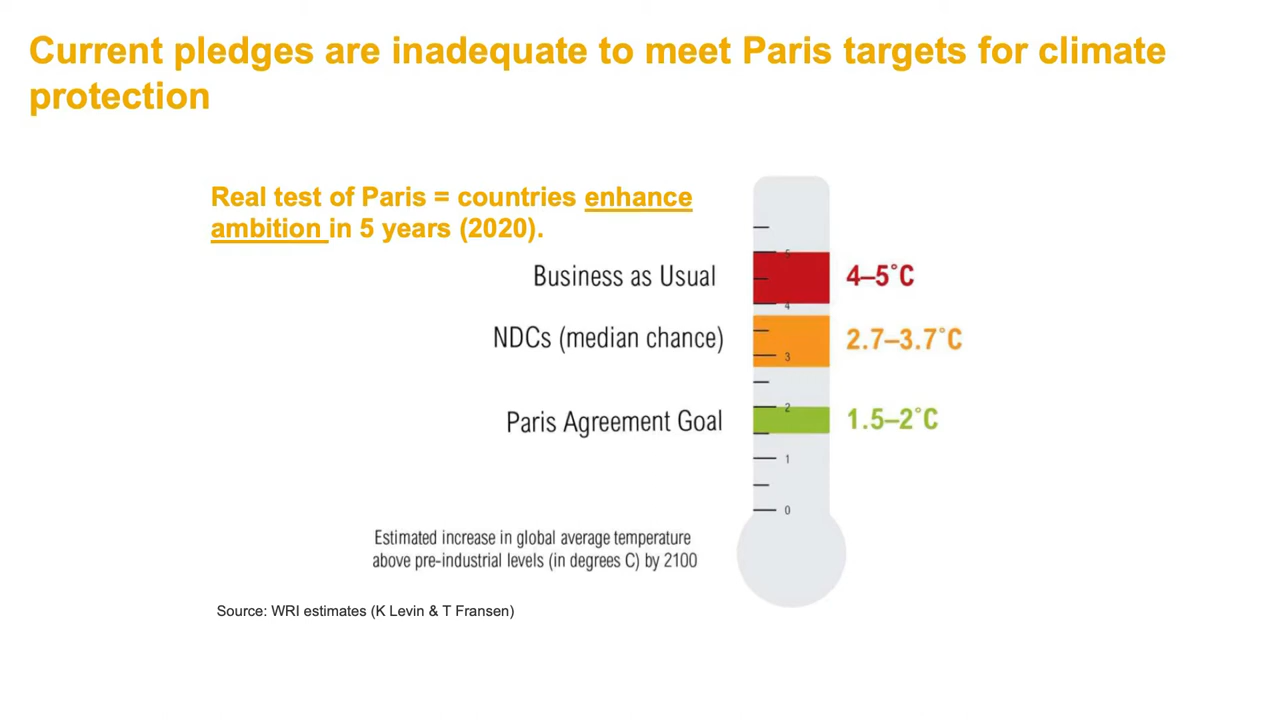 Current pledges are inadequate to meet Paris targets for climate
protection
Real test of Paris = countries enhance
ambition in 5 years (2020).
5
Business as Usual
4–5°C
4
NDCs (median chance)
2.7–3.7°C
3
2
Paris Agreement Goal
1.5–2°C
1
0
Estimated increase in global average temperature
above pre-industrial levels (in degrees C) by 2100
Source: WRI estimates (K Levin & T Fransen)